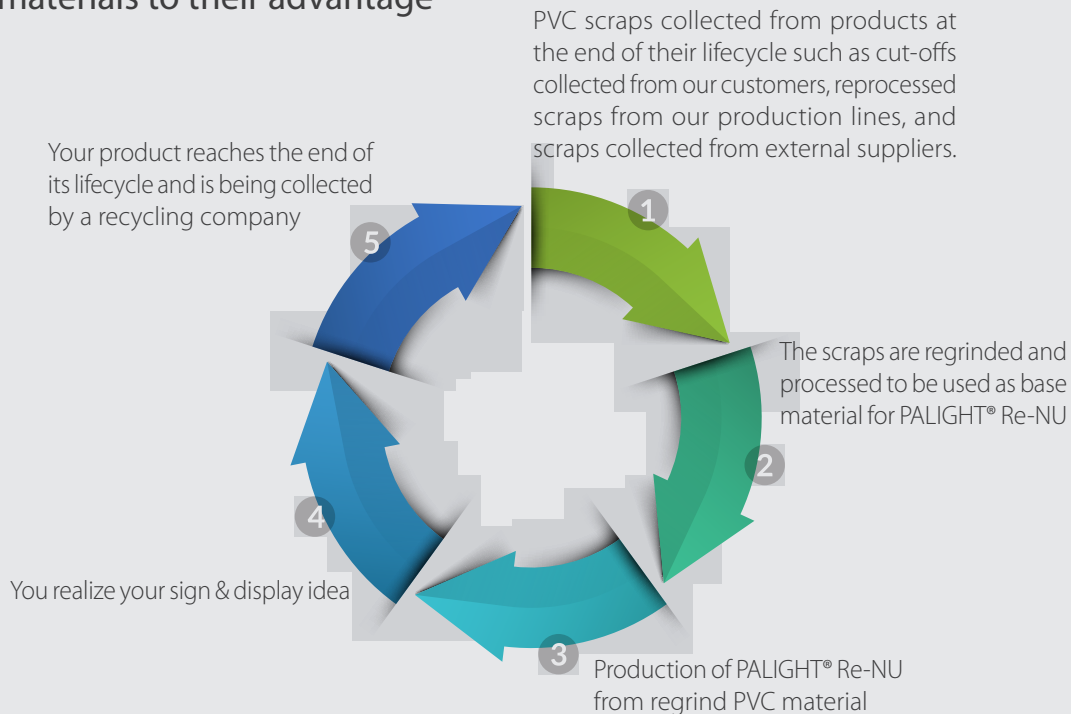 materials to their advantage
PVC scraps collected from products at
the end of their lifecycle such as cut-offs
collected from our customers, reprocessed
scraps from our production lines, and
scraps collected from external suppliers.
1
The scraps are regrinded and
processed to be used as base
material for PALIGHT® Re-NU
2
Production of PALIGHT® Re-NU
from regrind PVC material
3
You realize your sign & display idea
4
Your product reaches the end of
its lifecycle and is being collected
by a recycling company
5